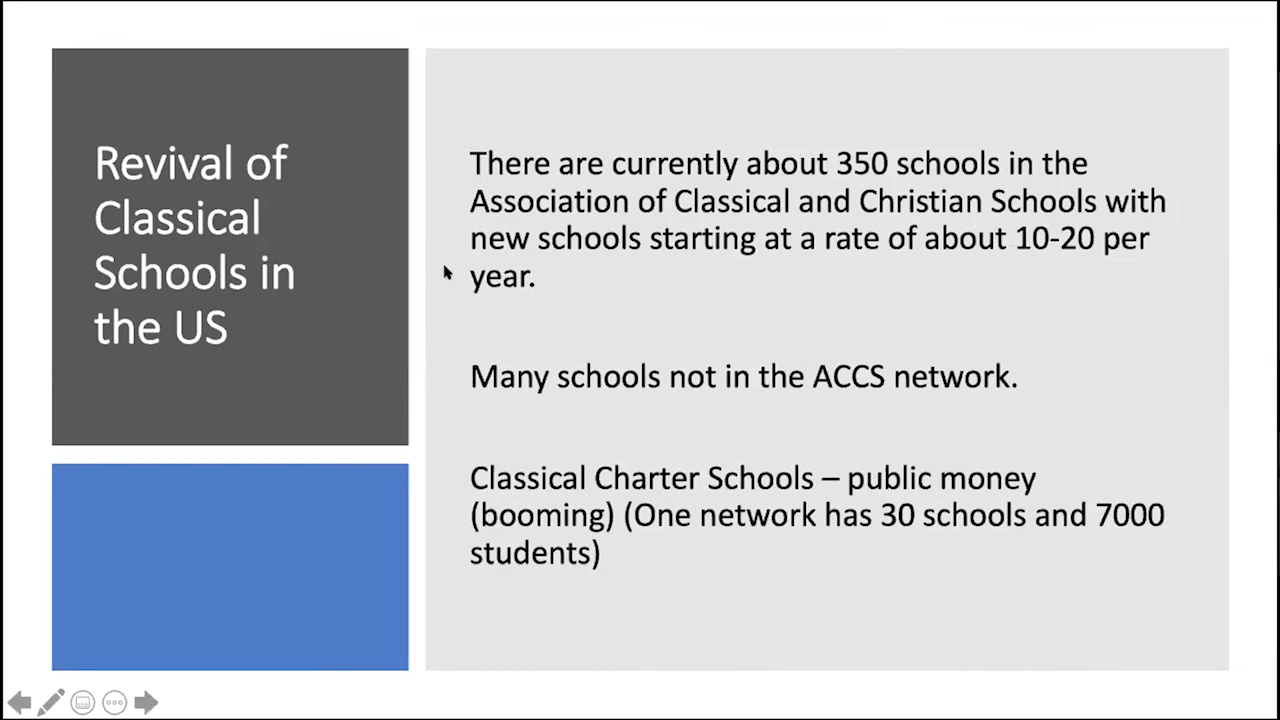 Revival of
Classical
Schools in
the US
There are currently about 350 schools in the
Association of Classical and Christian Schools with
new schools starting at a rate of about 10-20 per
year.
Many schools not in the ACCS network.
Classical Charter Schools – public money
(booming) (One network has 30 schools and 7000
students)